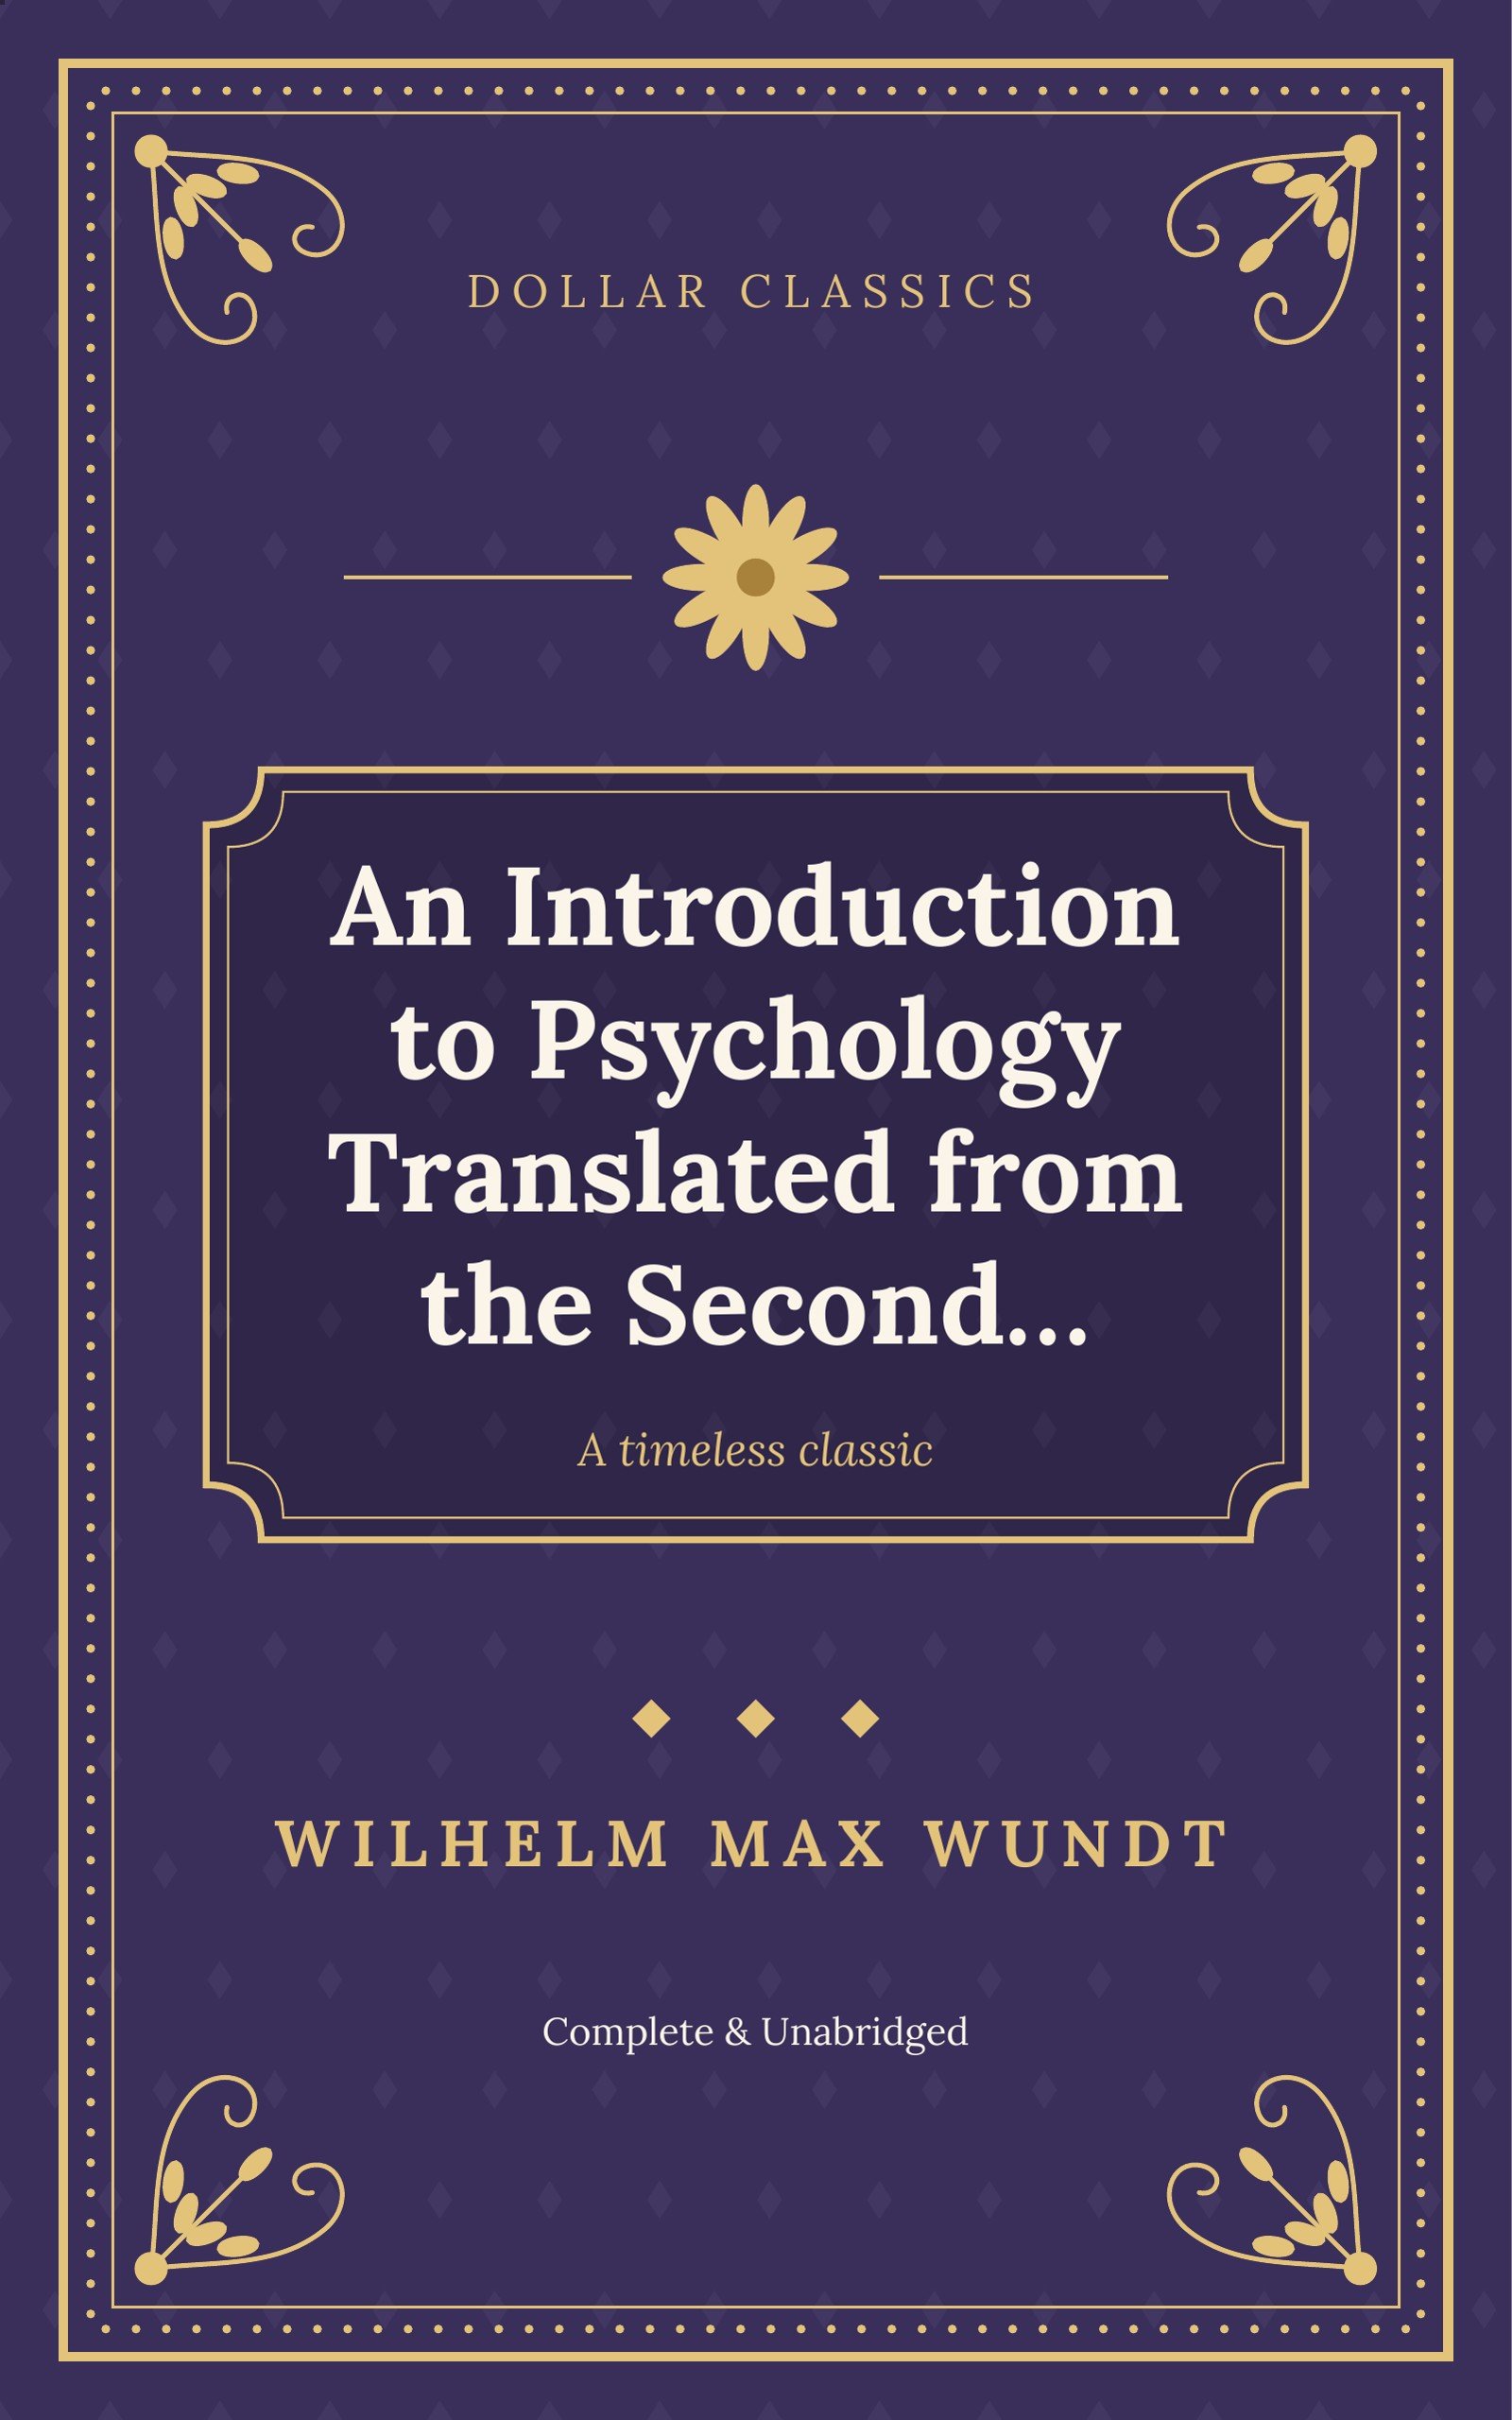 DOLLAR CLASSICS
An Introduction
to Psychology
Translated from
the Second...
A timeless classic
WILHELM MAX WUNDT
Complete & Unabridged